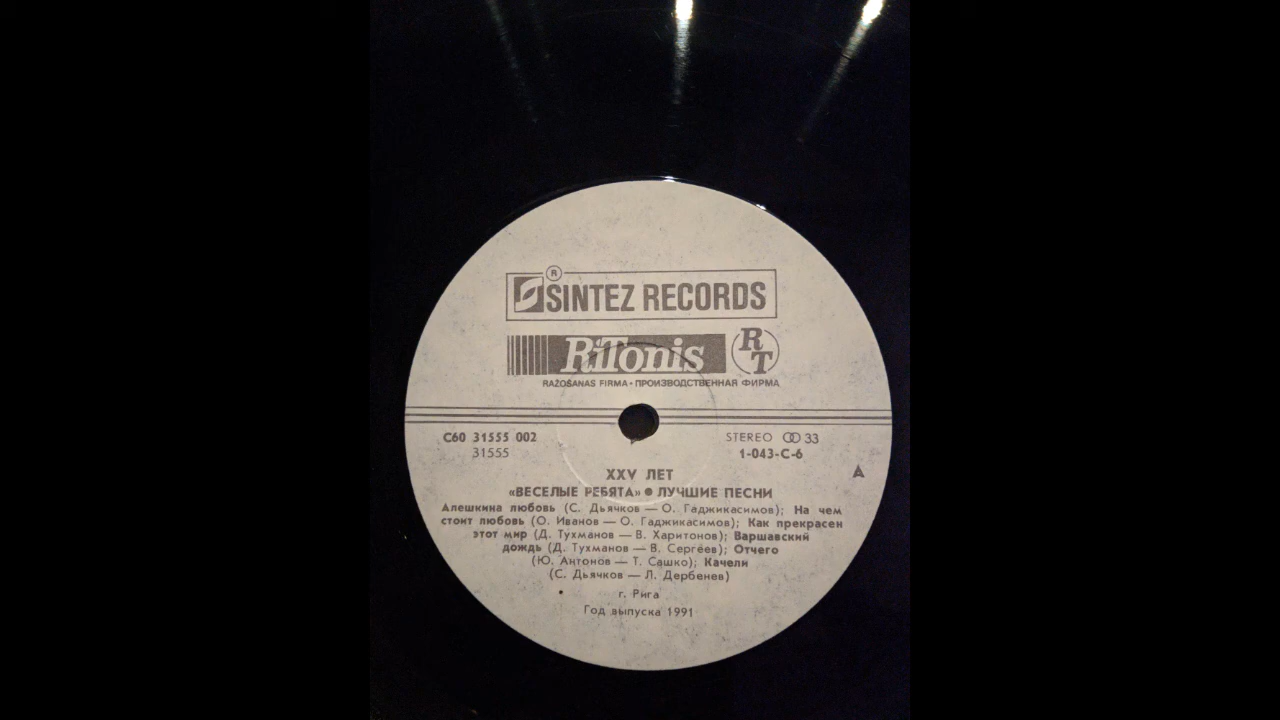 ®
SINTEZ RECORDS
RiTonis RT
RAŽOŠANAS FIRMA • ПРОИЗВОДСТВЕННАЯ ФИРМА
С60 31555 002
31555
STEREO 33
1-043-С-6
А
XXV ЛЕТ
«ВЕСЕЛЫЕ РЕБЯТА» ● ЛУЧШИЕ ПЕСНИ
Алешкина любовь (С. Дьячков — О. Гаджикасимов); На чем
стоит любовь (О. Иванов — О. Гаджикасимов); Как прекрасен
этот мир (Д. Тухманов — В. Харитонов); Варшавский
дождь (Д. Тухманов — В. Сергеев); Отчего
(Ю. Антонов — Т. Сашко); Качели
(С. Дьячков — Л. Дербенев)
г. Рига
Год выпуска 1991